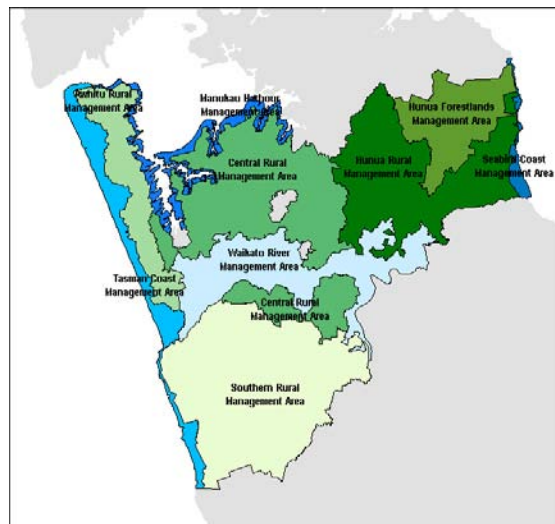 Awhitu Rural
Management Area
Manukau Harbour
Management Area
Hunua Forestlands
Management Area
Central Rural
Management Area
Hunua Rural
Management Area
Seabird Coast
Management Area
Waikato River
Management Area
Tasman Coast
Management Area
Central Rural
Management Area
Southern Rural
Management Area